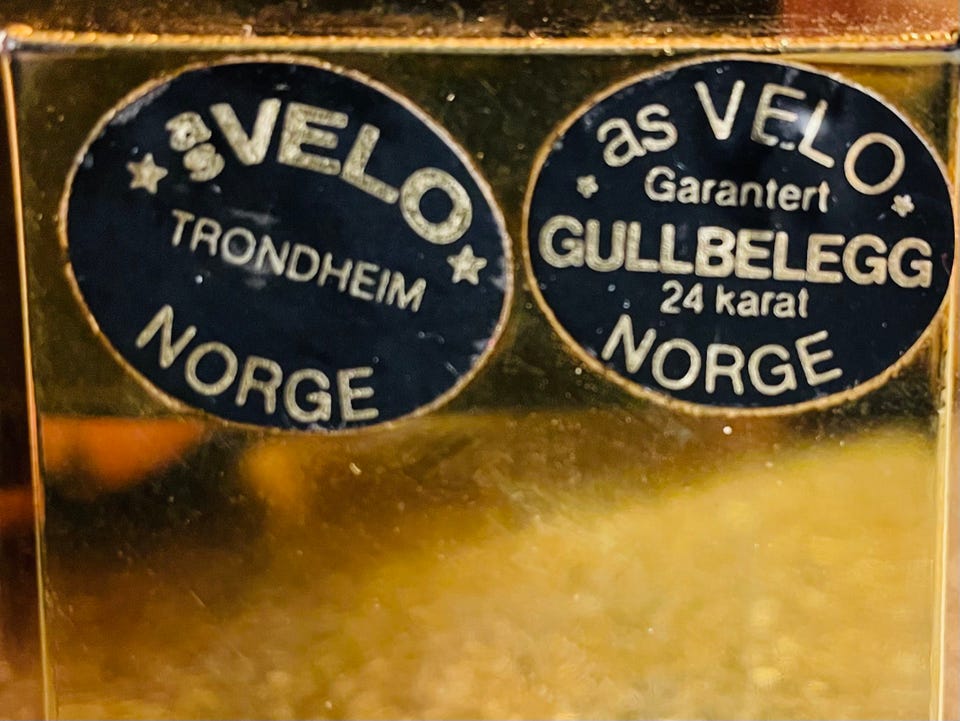 as VELO
TRONDHEIM
NORGE
as VELO
Garantert
GULLBELEGG
24 karat
NORGE